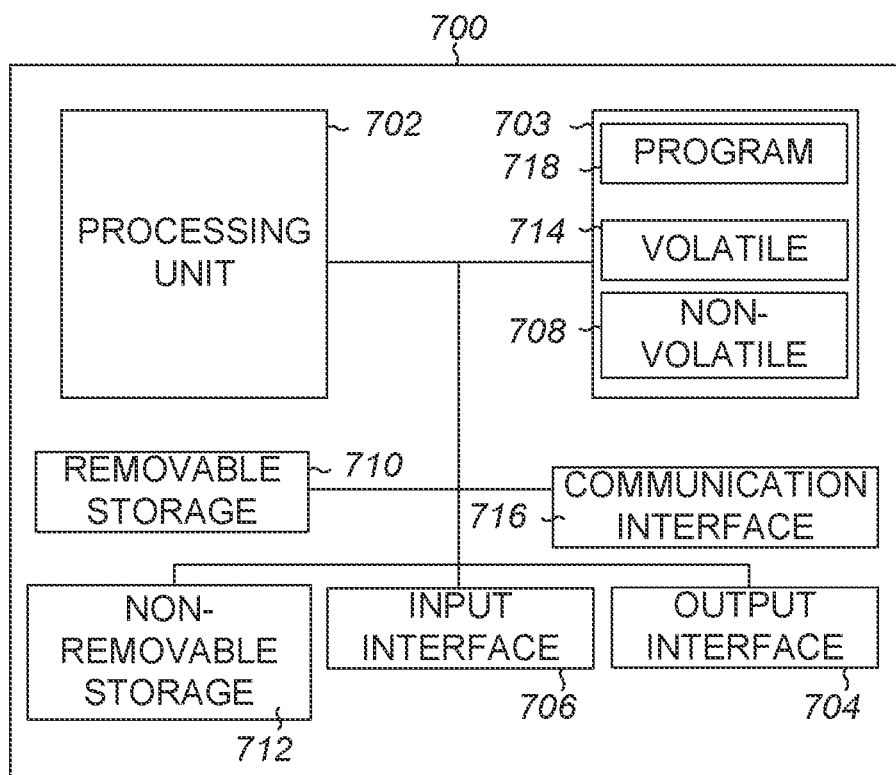 700
702
703
PROGRAM
718
PROCESSING
UNIT
714
VOLATILE
708
NON-
VOLATILE
REMOVABLE
STORAGE
710
COMMUNICATION
INTERFACE
716
NON-
REMOVABLE
STORAGE
712
INPUT
INTERFACE
706
OUTPUT
INTERFACE
704